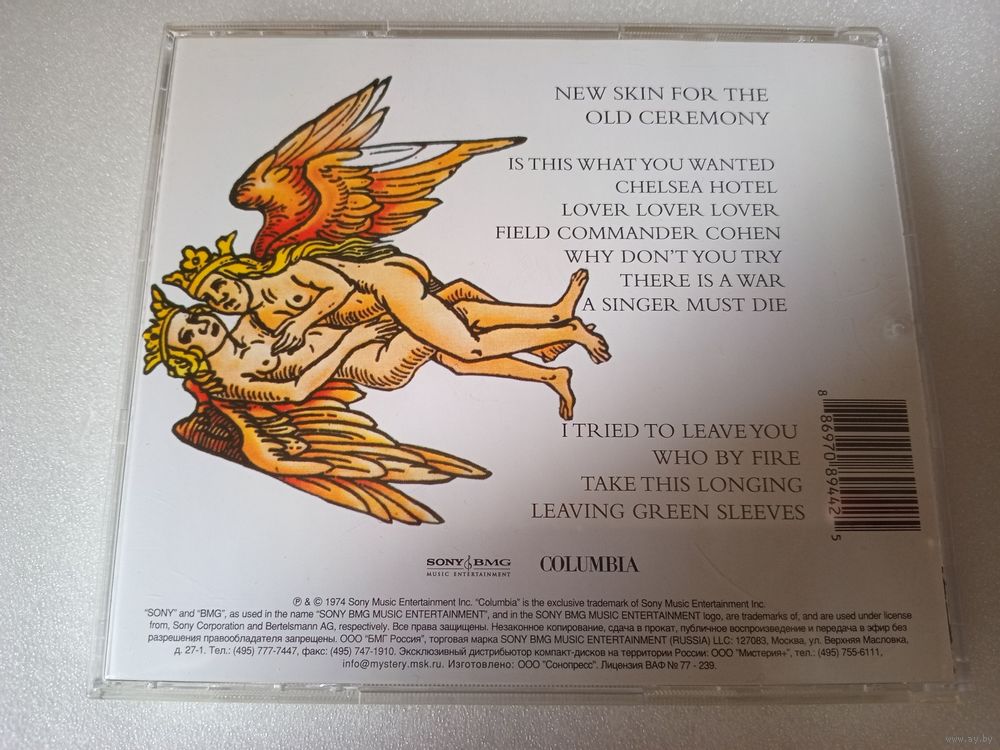 NEW SKIN FOR THE
OLD CEREMONY
IS THIS WHAT YOU WANTED
CHELSEA HOTEL
LOVER LOVER LOVER
FIELD COMMANDER COHEN
WHY DON'T YOU TRY
THERE IS A WAR
A SINGER MUST DIE
I TRIED TO LEAVE YOU
WHO BY FIRE
TAKE THIS LONGING
LEAVING GREEN SLEEVES
8 86970 89442 5
SONY BMG
MUSIC ENTERTAINMENT
COLUMBIA
℗ & © 1974 Sony Music Entertainment Inc. "Columbia" is the exclusive trademark of Sony Music Entertainment Inc.
"SONY" and "BMG", as used in the name "SONY BMG MUSIC ENTERTAINMENT", and in the SONY BMG MUSIC ENTERTAINMENT logo, are trademarks of, and are used under license
from, Sony Corporation and Bertelsmann AG, respectively. Все права защищены. Незаконное копирование, сдача в прокат, публичное воспроизведение и передача в эфир без
разрешения правообладателя запрещены. ООО "БМГ Россия", торговая марка SONY BMG MUSIC ENTERTAINMENT (RUSSIA) LLC: 127083, Москва, ул. Верхняя Масловка,
д. 27-1. Тел.: (495) 777-7447, факс: (495) 747-1910. Эксклюзивный дистрибьютор компакт-дисков на территории России: ООО "Мистерия+", тел.: (495) 755-6111,
info@mystery.msk.ru. Изготовлено: ООО "Сонопресс". Лицензия ВАФ № 77 - 239.
www.ay.by